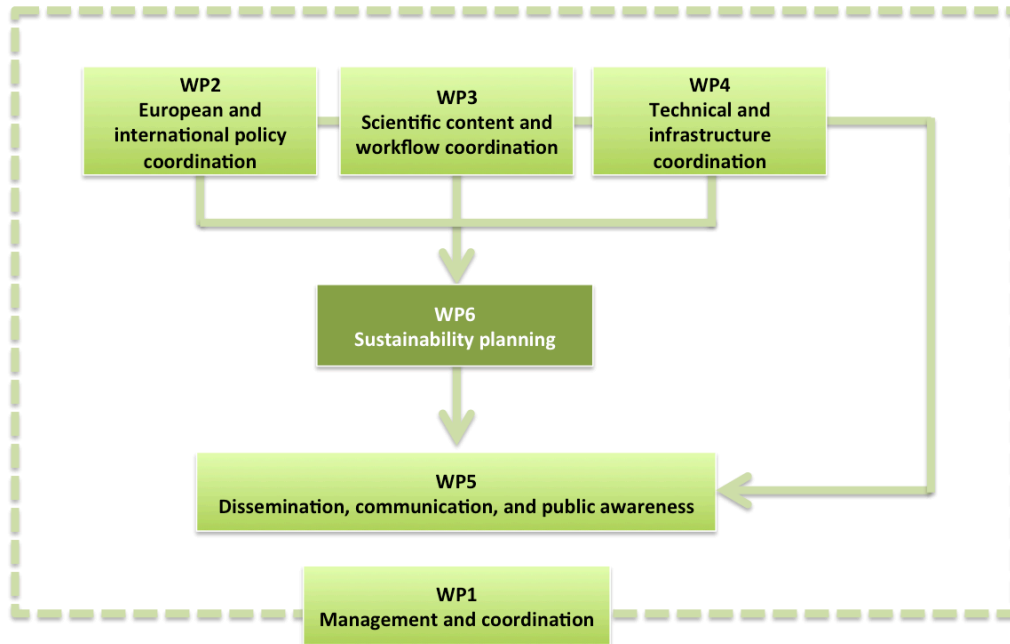 WP2
European and
international policy
coordination
WP3
Scientific content and
workflow coordination
WP4
Technical and
infrastructure
coordination
WP6
Sustainability planning
WP5
Dissemination, communication, and public awareness
WP1
Management and coordination